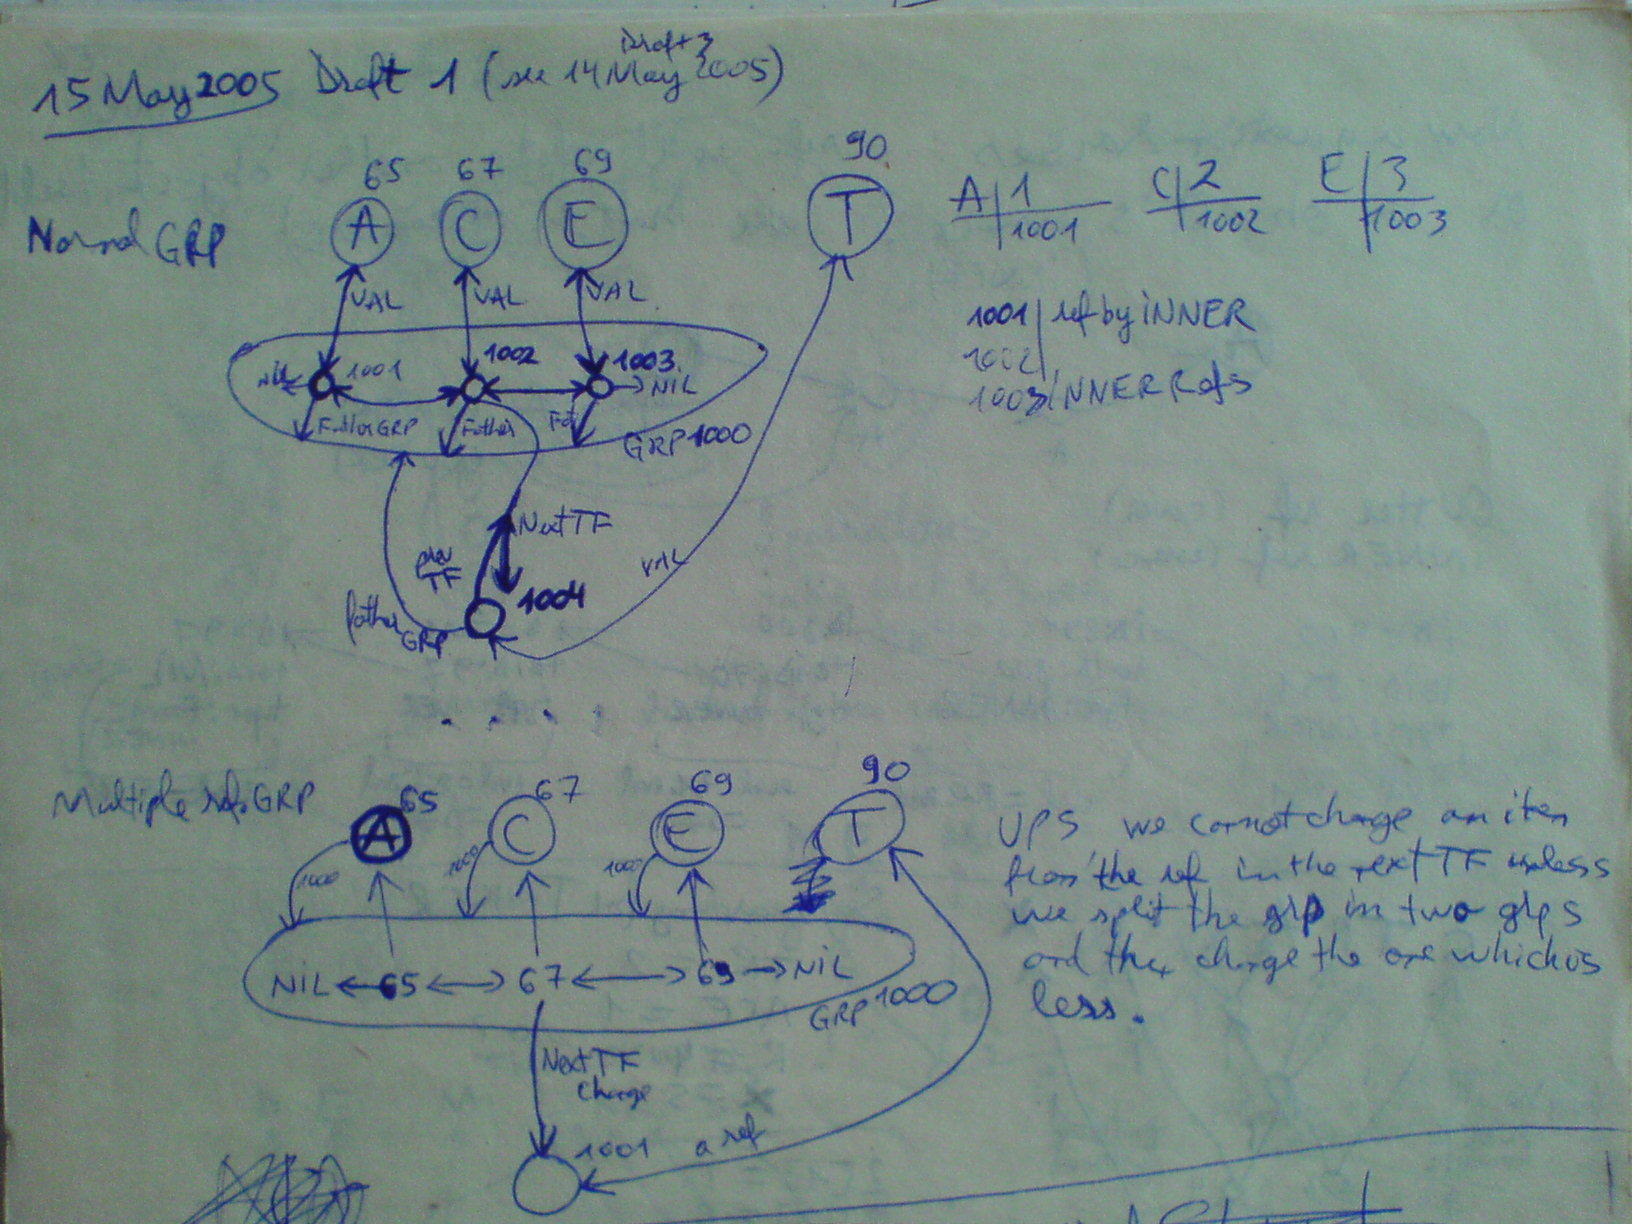 Draft 3
15 May 2005 Draft 1 (see 14 May 2005)
65 67 69 90
Normal GRP A C E T
A | 1 C | 2 E | 3
1001 1002 1003
VAL VAL VAL
1001 | ref by INNER
1002 |
1003 INNER Refs
NIL 1001 1002 1003 NIL
Father GRP Father Fat
GRP 1000
Next TF
prev TF
VAL
1004
father GRP
Multiple refs GRP
65 67 69 90
A C E T
1000 1000 1000
NIL 65 67 69 NIL
GRP 1000
Next TF
change
1001 a ref
UPS we cannot change an item
from the ref in the next TF unless
we split the grp in two grps
and then change the one which is
less.